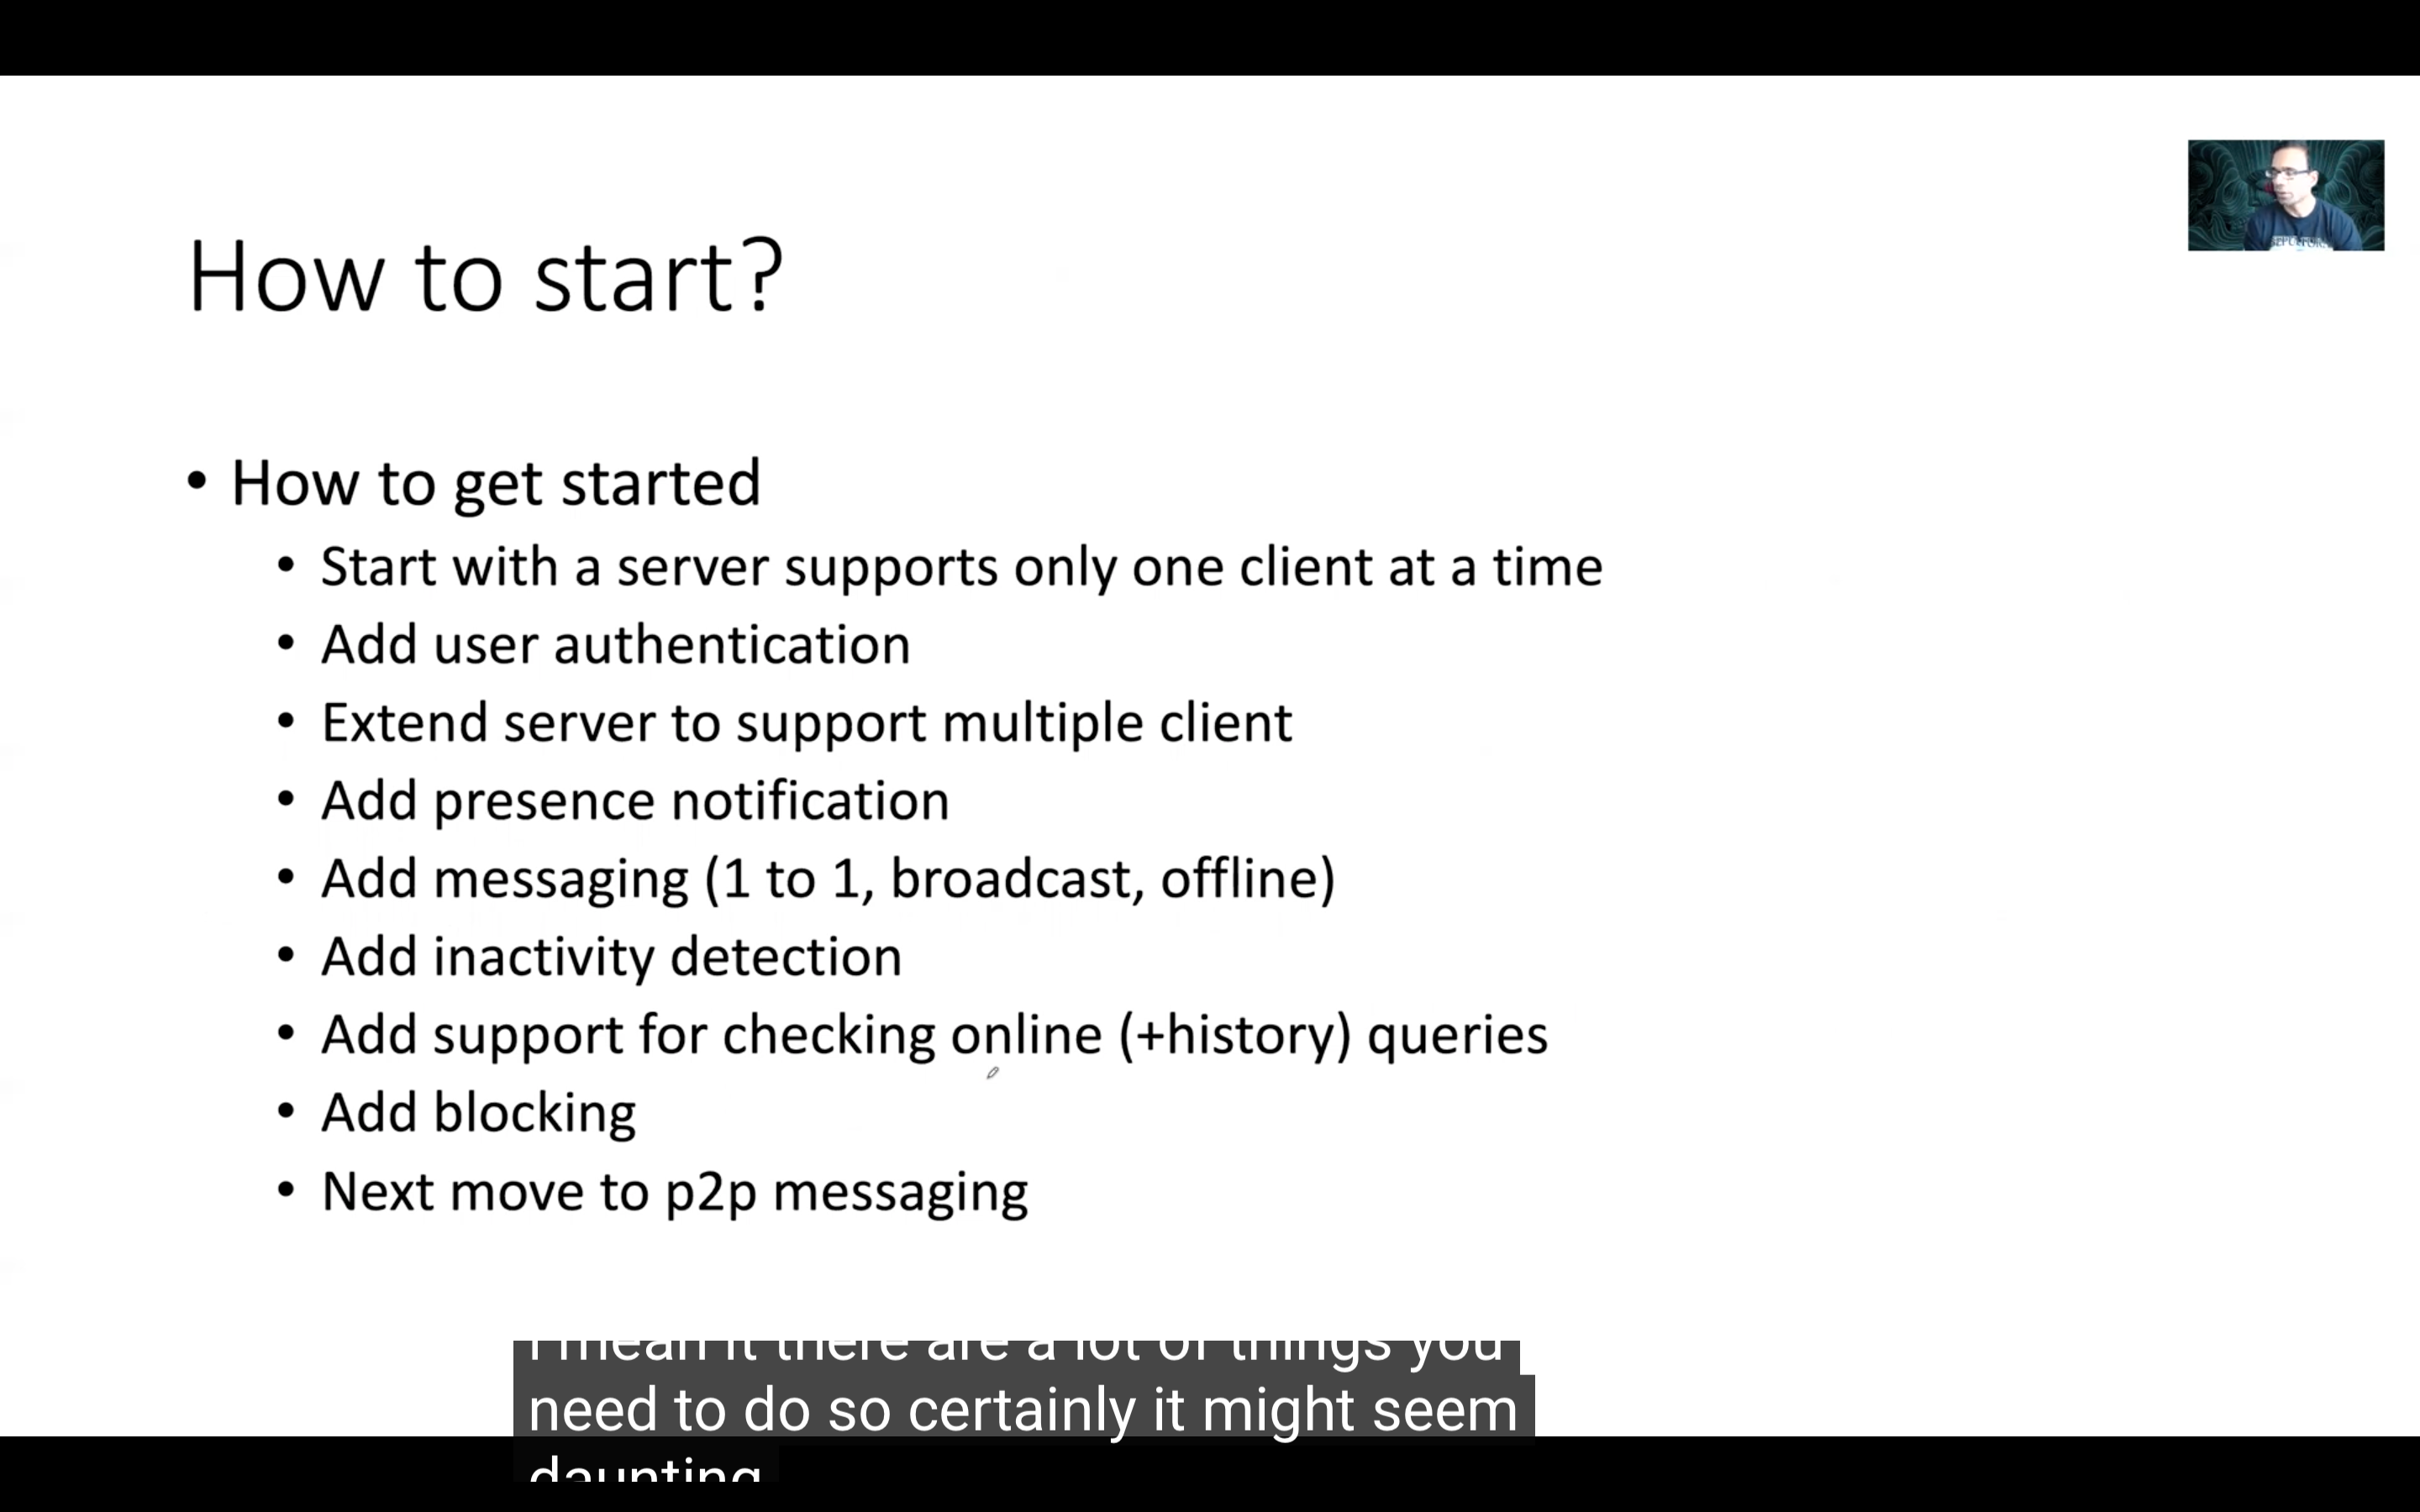 How to start?
• How to get started
• Start with a server supports only one client at a time
• Add user authentication
• Extend server to support multiple client
• Add presence notification
• Add messaging (1 to 1, broadcast, offline)
• Add inactivity detection
• Add support for checking online (+history) queries
• Add blocking
• Next move to p2p messaging
I mean it there are a lot of things you
need to do so certainly it might seem
daunting